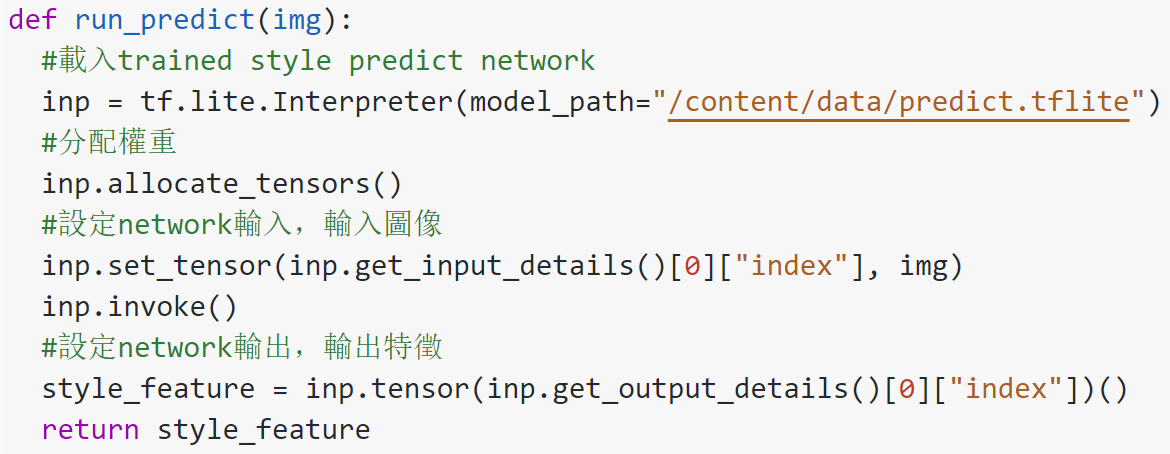 def run_predict(img):
  #載入trained style predict network
  inp = tf.lite.Interpreter(model_path="/content/data/predict.tflite")
  #分配權重
  inp.allocate_tensors()
  #設定network輸入，輸入圖像
  inp.set_tensor(inp.get_input_details()[0]["index"], img)
  inp.invoke()
  #設定network輸出，輸出特徵
  style_feature = inp.tensor(inp.get_output_details()[0]["index"])()
  return style_feature